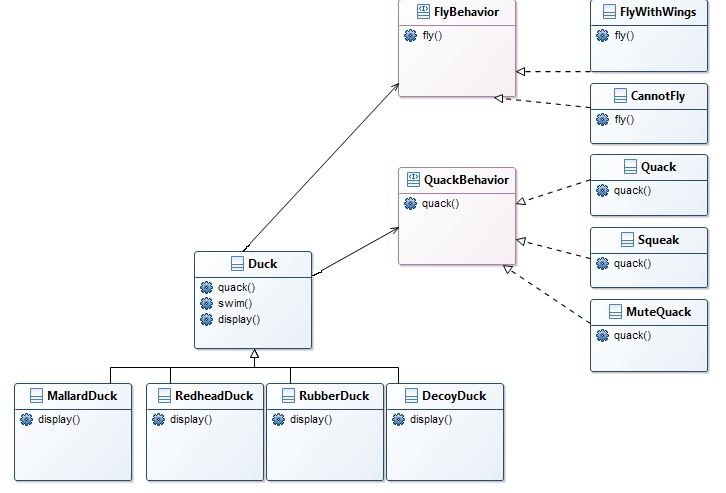 FlyBehavior
fly()
FlyWithWings
fly()
CannotFly
fly()
QuackBehavior
quack()
Quack
quack()
Squeak
quack()
MuteQuack
quack()
Duck
quack()
swim()
display()
MallardDuck
display()
RedheadDuck
display()
RubberDuck
display()
DecoyDuck
display()